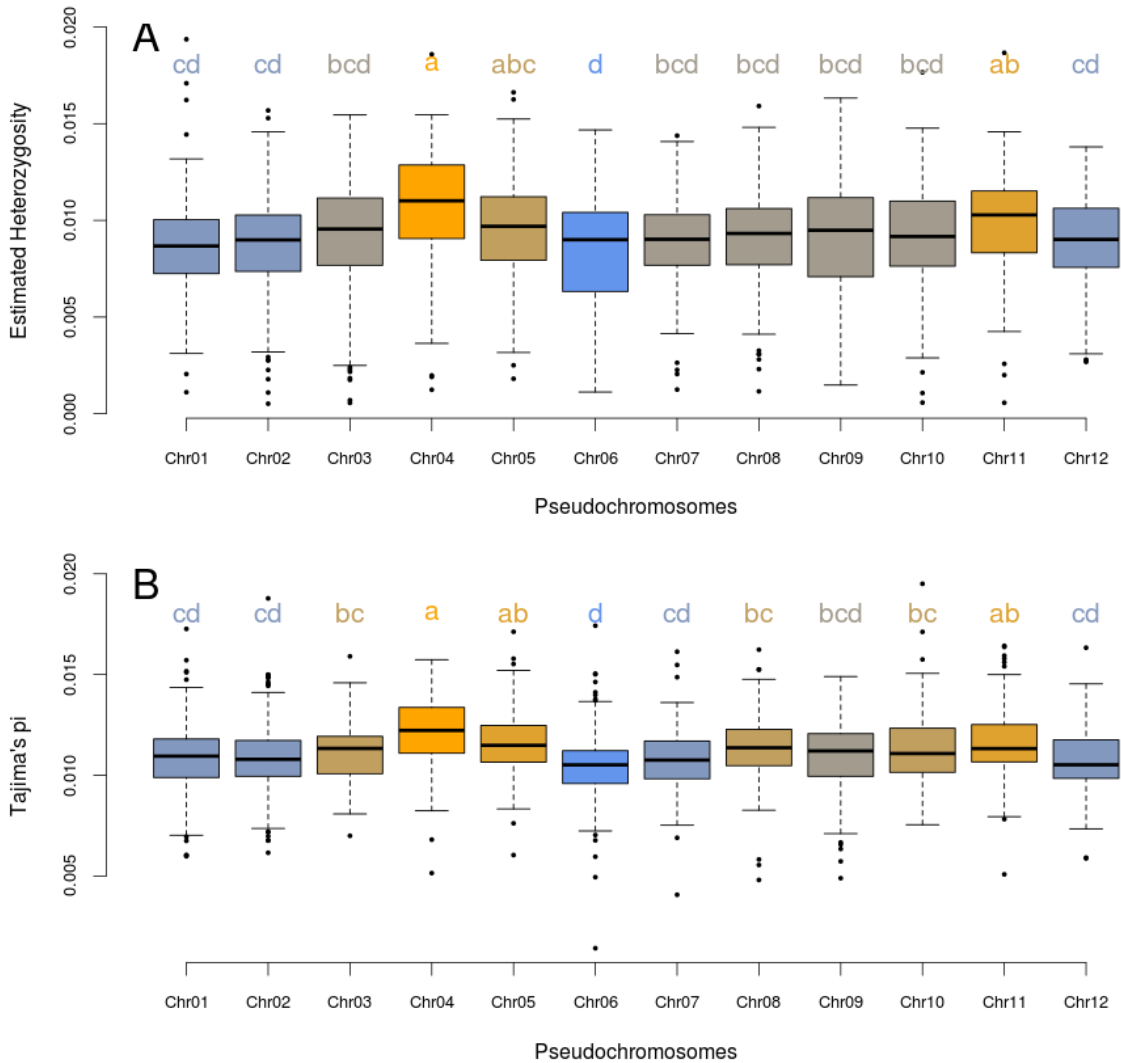 A
cd cd bcd a abc d bcd bcd bcd bcd ab cd
Estimated Heterozygosity
0.020
0.015
0.010
0.005
0.000
Chr01 Chr02 Chr03 Chr04 Chr05 Chr06 Chr07 Chr08 Chr09 Chr10 Chr11 Chr12
Pseudochromosomes
B
cd cd bc a ab d cd bc bcd bc ab cd
Tajima's pi
0.020
0.015
0.010
0.005
Chr01 Chr02 Chr03 Chr04 Chr05 Chr06 Chr07 Chr08 Chr09 Chr10 Chr11 Chr12
Pseudochromosomes